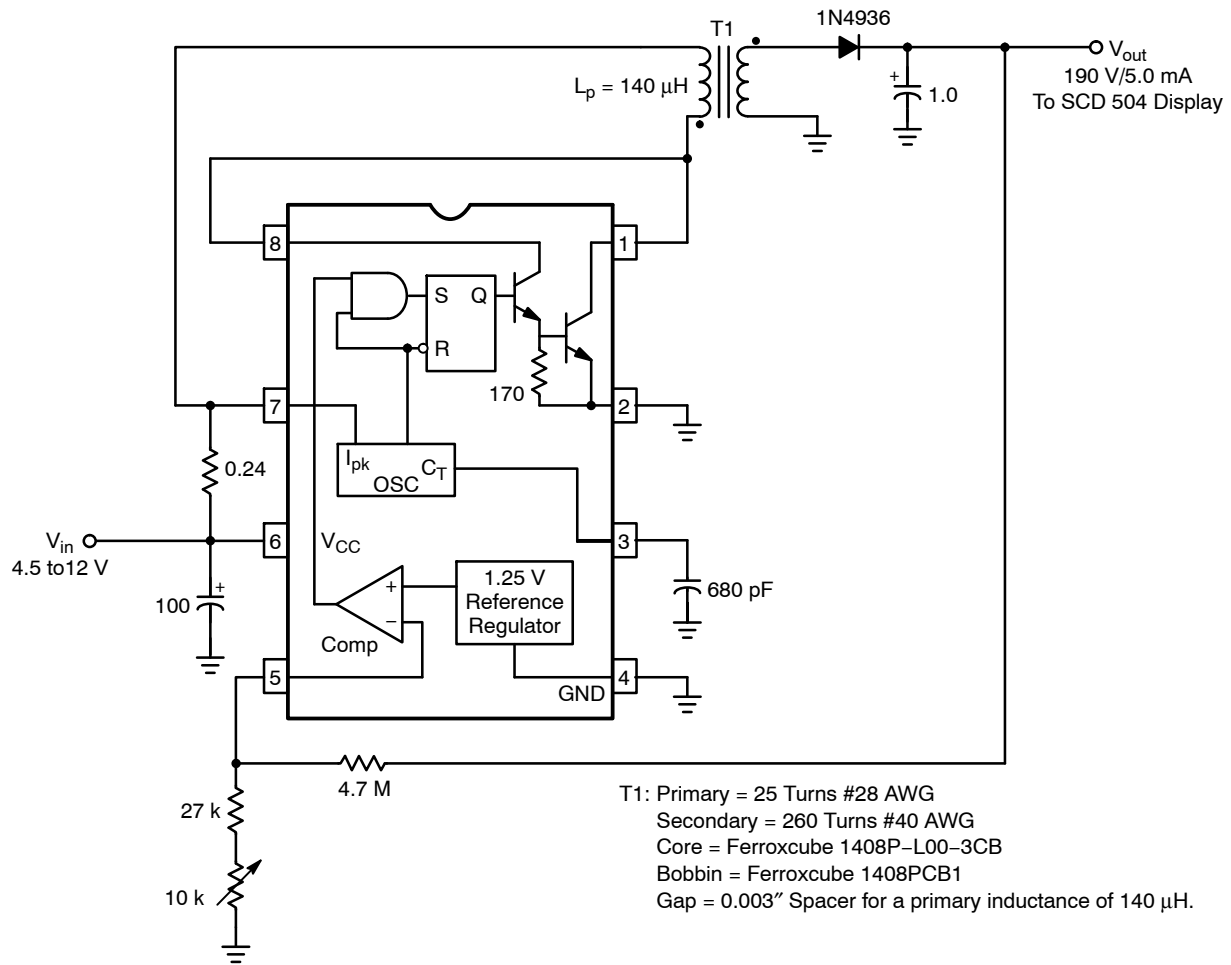 1N4936
T1
V_out
190 V/5.0 mA
To SCD 504 Display
L_p = 140 μH
+
1.0
8
1
S Q
R
170
7
2
I_pk
C_T
OSC
0.24
V_in
4.5 to12 V
6
3
V_CC
680 pF
100
+
+
−
Comp
1.25 V
Reference
Regulator
5
4
GND
4.7 M
27 k
10 k
T1: Primary = 25 Turns #28 AWG
Secondary = 260 Turns #40 AWG
Core = Ferroxcube 1408P−L00−3CB
Bobbin = Ferroxcube 1408PCB1
Gap = 0.003″ Spacer for a primary inductance of 140 μH.